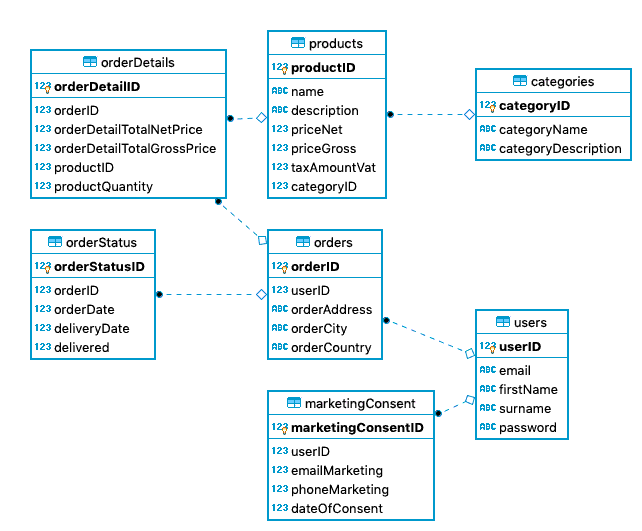 orderDetails
123 orderDetailID
123 orderID
123 orderDetailTotalNetPrice
123 orderDetailTotalGrossPrice
123 productID
123 productQuantity
products
123 productID
ABC name
ABC description
123 priceNet
123 priceGross
123 taxAmountVat
123 categoryID
categories
123 categoryID
ABC categoryName
ABC categoryDescription
orderStatus
123 orderStatusID
123 orderID
123 orderDate
123 deliveryDate
123 delivered
orders
123 orderID
123 userID
ABC orderAddress
ABC orderCity
ABC orderCountry
users
123 userID
ABC email
ABC firstName
ABC surname
ABC password
marketingConsent
123 marketingConsentID
123 userID
123 emailMarketing
123 phoneMarketing
123 dateOfConsent